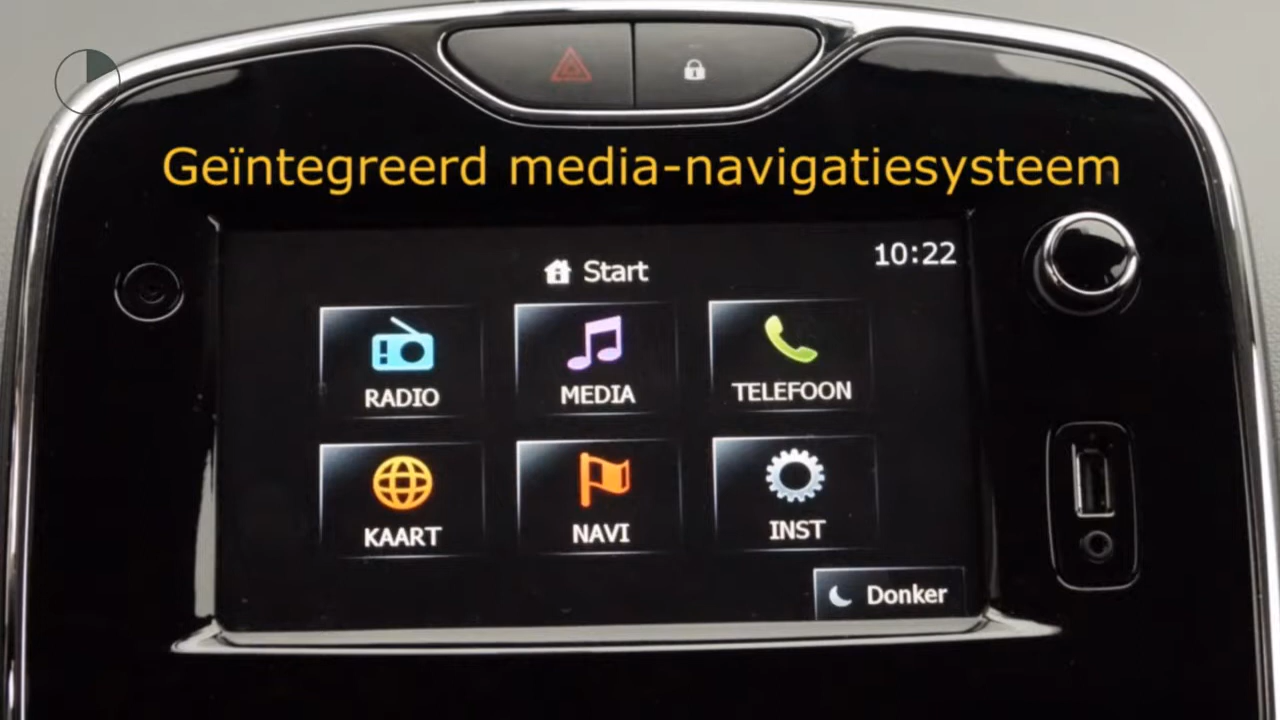 Geïntegreerd media-navigatiesysteem
10:22
Start
RADIO
MEDIA
TELEFOON
KAART
NAVI
INST
Donker